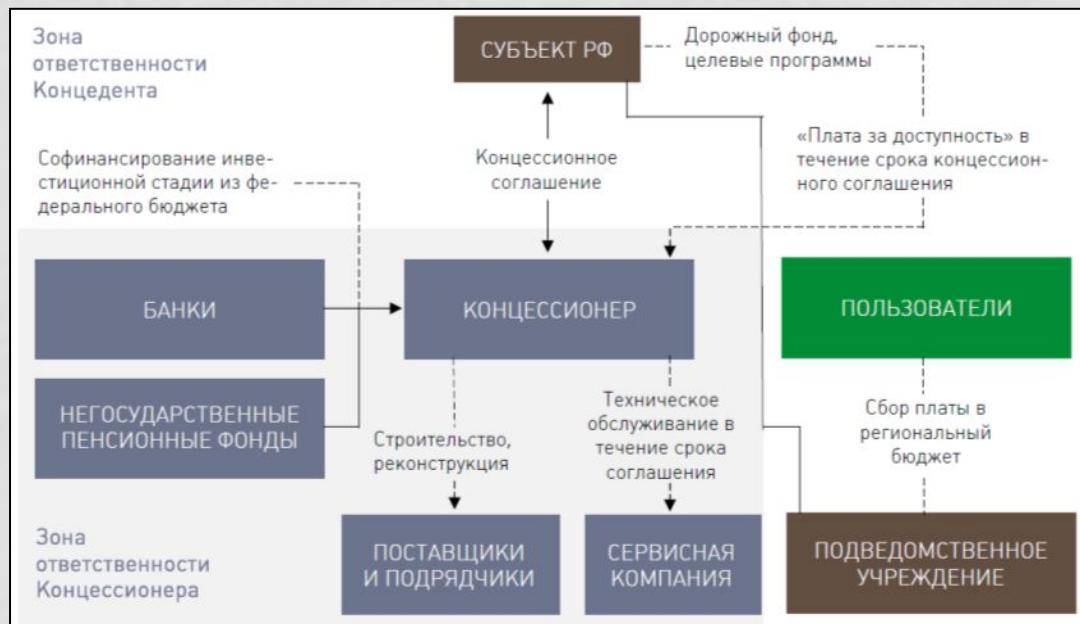 Зона
ответственности
Концедента
СУБЪЕКТ РФ
Дорожный фонд,
целевые программы
«Плата за доступность» в
течение срока концессион-
ного соглашения
Софинансирование инве-
стиционной стадии из фе-
дерального бюджета
Концессионное
соглашение
БАНКИ
КОНЦЕССИОНЕР
ПОЛЬЗОВАТЕЛИ
НЕГОСУДАРСТВЕННЫЕ
ПЕНСИОННЫЕ ФОНДЫ
Строительство,
реконструкция
Техническое
обслуживание в
течение срока
соглашения
Сбор платы в
региональный
бюджет
Зона
ответственности
Концессионера
ПОСТАВЩИКИ
И ПОДРЯДЧИКИ
СЕРВИСНАЯ
КОМПАНИЯ
ПОДВЕДОМСТВЕННОЕ
УЧРЕЖДЕНИЕ